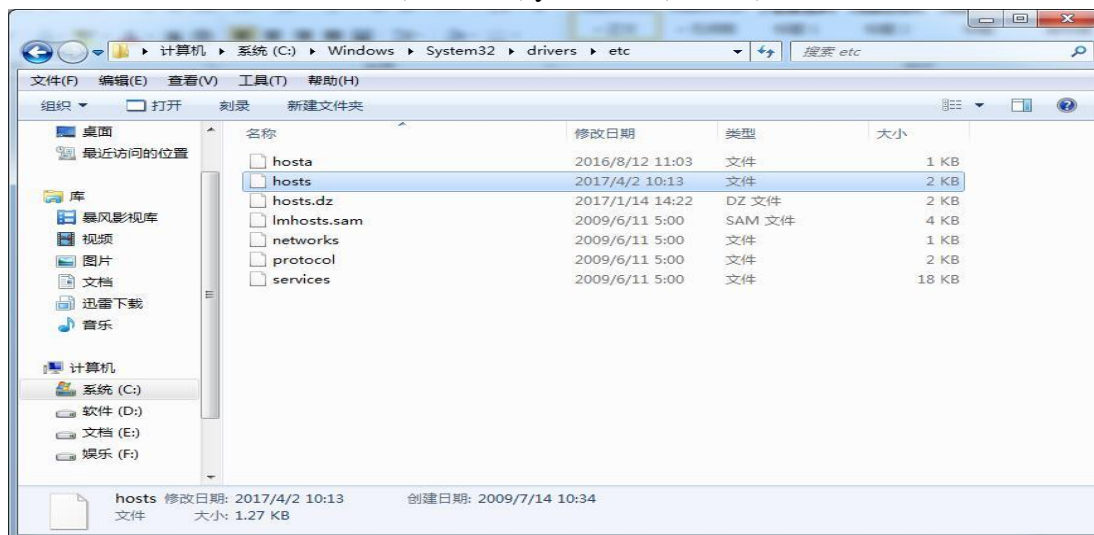 计算机 系统 (C:) Windows System32 drivers etc 搜索 etc
文件(F) 编辑(E) 查看(V) 工具(T) 帮助(H)
组织 打开 刻录 新建文件夹
桌面
最近访问的位置
库
暴风影视库
视频
图片
文档
迅雷下载
音乐
计算机
系统 (C:)
软件 (D:)
文档 (E:)
娱乐 (F:)
名称 修改日期 类型 大小
hosta 2016/8/12 11:03 文件 1 KB
hosts 2017/4/2 10:13 文件 2 KB
hosts.dz 2017/1/14 14:22 DZ 文件 2 KB
lmhosts.sam 2009/6/11 5:00 SAM 文件 4 KB
networks 2009/6/11 5:00 文件 1 KB
protocol 2009/6/11 5:00 文件 2 KB
services 2009/6/11 5:00 文件 18 KB
hosts 修改日期: 2017/4/2 10:13 创建日期: 2009/7/14 10:34
文件 大小: 1.27 KB